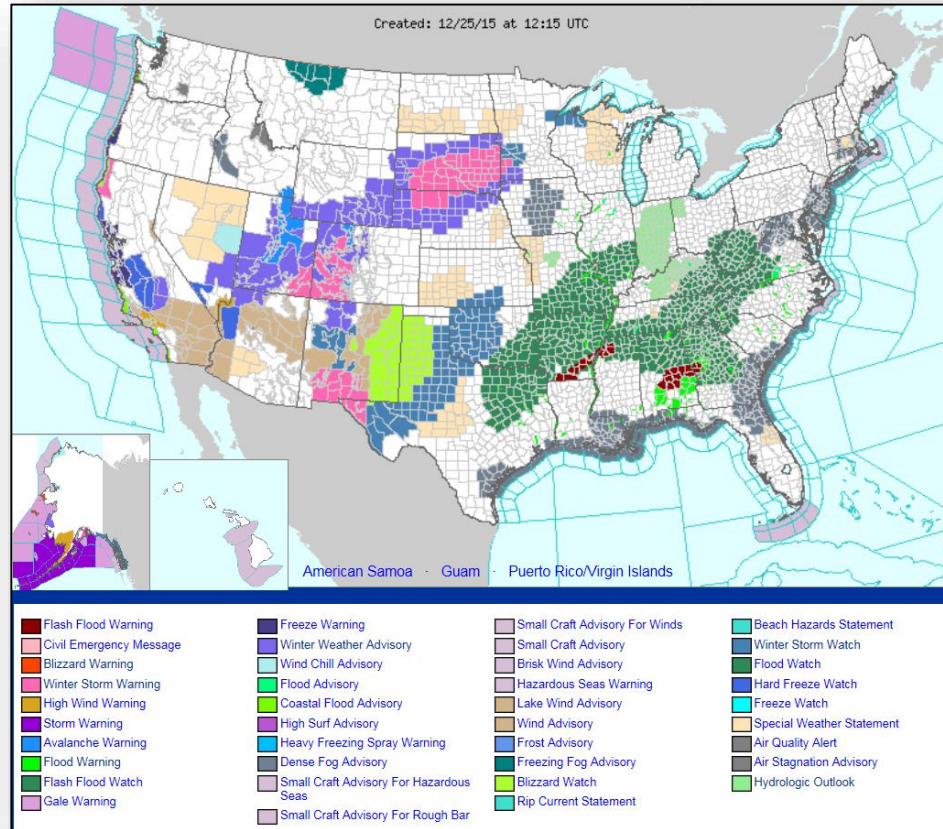 Created: 12/25/15 at 12:15 UTC
American Samoa · Guam · Puerto Rico/Virgin Islands
Flash Flood Warning
Civil Emergency Message
Blizzard Warning
Winter Storm Warning
High Wind Warning
Storm Warning
Avalanche Warning
Flood Warning
Flash Flood Watch
Gale Warning
Freeze Warning
Winter Weather Advisory
Wind Chill Advisory
Flood Advisory
Coastal Flood Advisory
High Surf Advisory
Heavy Freezing Spray Warning
Dense Fog Advisory
Small Craft Advisory For Hazardous
Seas
Small Craft Advisory For Rough Bar
Small Craft Advisory For Winds
Small Craft Advisory
Brisk Wind Advisory
Hazardous Seas Warning
Lake Wind Advisory
Wind Advisory
Frost Advisory
Freezing Fog Advisory
Blizzard Watch
Rip Current Statement
Beach Hazards Statement
Winter Storm Watch
Flood Watch
Hard Freeze Watch
Freeze Watch
Special Weather Statement
Air Quality Alert
Air Stagnation Advisory
Hydrologic Outlook